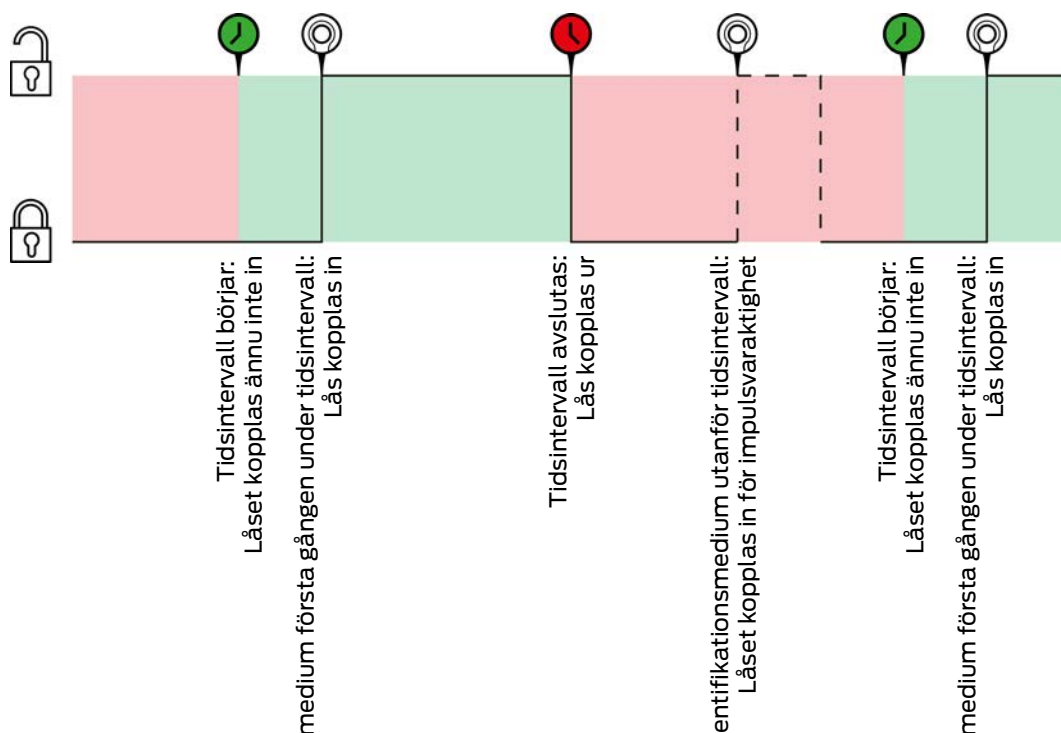 Tidsintervall börjar:
Låset kopplas ännu inte in
medium första gången under tidsintervall:
Lås kopplas in
Tidsintervall avslutas:
Lås kopplas ur
entifikationsmedium utanför tidsintervall:
Låset kopplas in för impulsvaraktighet
Tidsintervall börjar:
Låset kopplas ännu inte in
medium första gången under tidsintervall:
Lås kopplas in